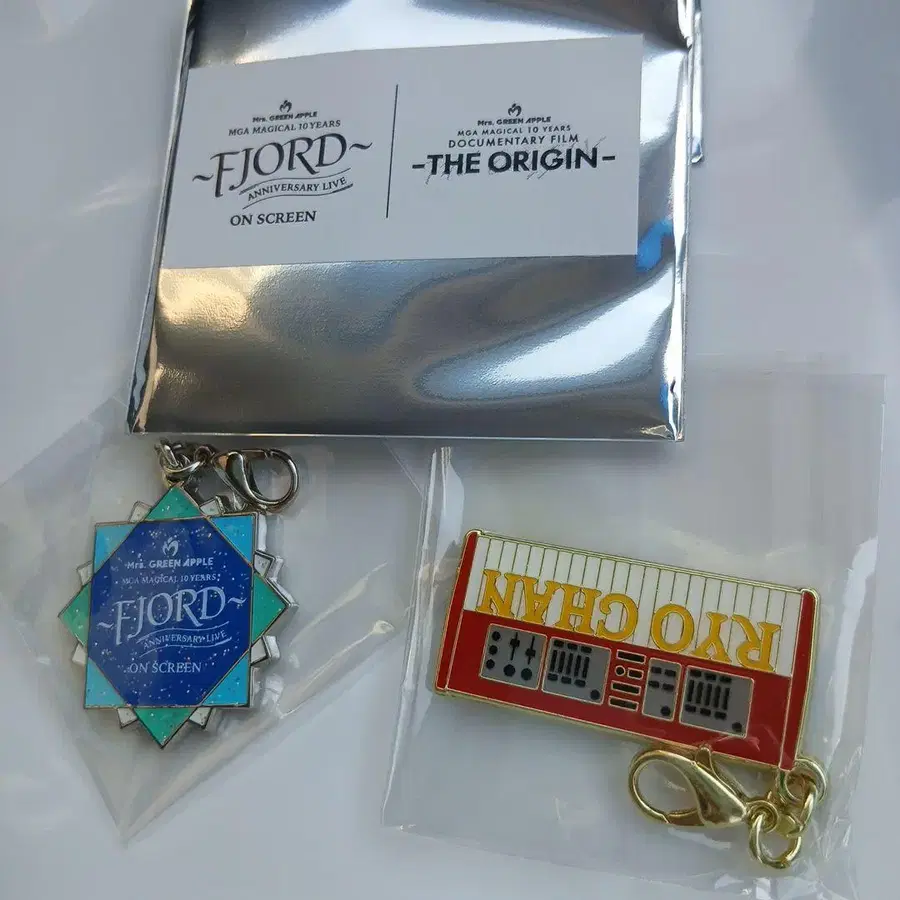 Mrs. GREEN APPLE
MGA MAGICAL 10 YEARS
~FJORD~
ANNIVERSARY LIVE
ON SCREEN
Mrs. GREEN APPLE
MGA MAGICAL 10 YEARS
DOCUMENTARY FILM
-THE ORIGIN-
Mrs. GREEN APPLE
MGA MAGICAL 10 YEARS
~FJORD~
ANNIVERSARY LIVE
ON SCREEN
RYO CHAN